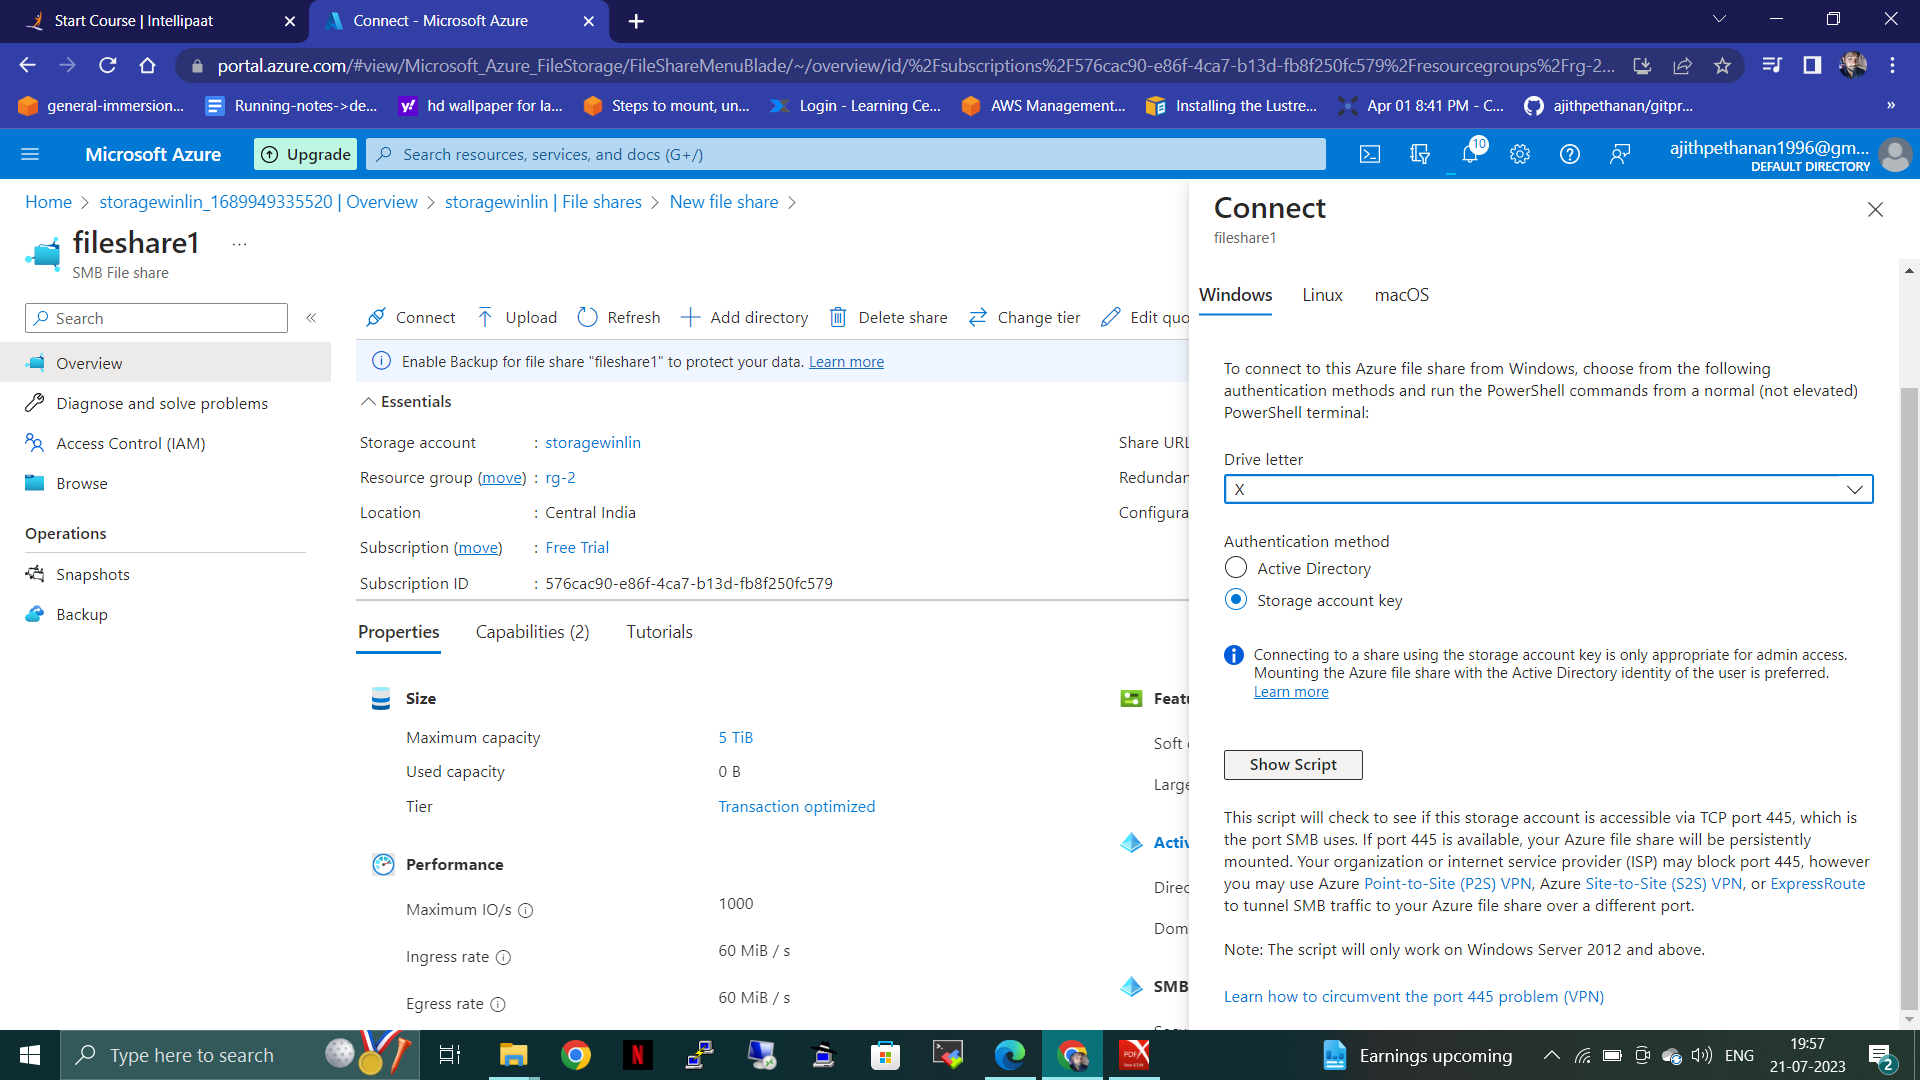 Start Course | Intellipaat
Connect - Microsoft Azure
portal.azure.com/#view/Microsoft_Azure_FileStorage/FileShareMenuBlade/~/overview/id/%2Fsubscriptions%2F576cac90-e86f-4ca7-b13d-fb8f250fc579%2Fresourcegroups%2Frg-2...
general-immersion... Running-notes->de... hd wallpaper for la... Steps to mount, un... Login - Learning Ce... AWS Management... Installing the Lustre... Apr 01 8:41 PM - C... ajithpethanan/gitpr... »
Microsoft Azure
Upgrade
Search resources, services, and docs (G+/)
10
ajithpethanan1996@gm...
DEFAULT DIRECTORY
Home > storagewinlin_1689949335520 | Overview > storagewinlin | File shares > New file share >
fileshare1 ...
SMB File share
Search
«
Overview
Diagnose and solve problems
Access Control (IAM)
Browse
Operations
Snapshots
Backup
Connect Upload Refresh Add directory Delete share Change tier Edit quo
Enable Backup for file share "fileshare1" to protect your data. Learn more
Essentials
Storage account : storagewinlin
Resource group (move) : rg-2
Location : Central India
Subscription (move) : Free Trial
Subscription ID : 576cac90-e86f-4ca7-b13d-fb8f250fc579
Share URL
Redundan
Configura
Properties Capabilities (2) Tutorials
Size
Maximum capacity 5 TiB
Used capacity 0 B
Tier Transaction optimized
Performance
Maximum IO/s 1000
Ingress rate 60 MiB / s
Egress rate 60 MiB / s
Featu
Soft
Large
Activ
Direc
Dom
SMB
Connect
fileshare1
Windows Linux macOS
To connect to this Azure file share from Windows, choose from the following
authentication methods and run the PowerShell commands from a normal (not elevated)
PowerShell terminal:
Drive letter
X
Authentication method
Active Directory
Storage account key
Connecting to a share using the storage account key is only appropriate for admin access.
Mounting the Azure file share with the Active Directory identity of the user is preferred.
Learn more
Show Script
This script will check to see if this storage account is accessible via TCP port 445, which is
the port SMB uses. If port 445 is available, your Azure file share will be persistently
mounted. Your organization or internet service provider (ISP) may block port 445, however
you may use Azure Point-to-Site (P2S) VPN, Azure Site-to-Site (S2S) VPN, or ExpressRoute
to tunnel SMB traffic to your Azure file share over a different port.
Note: The script will only work on Windows Server 2012 and above.
Learn how to circumvent the port 445 problem (VPN)
Type here to search
N
PDF
Earnings upcoming
ENG
19:57
21-07-2023
2